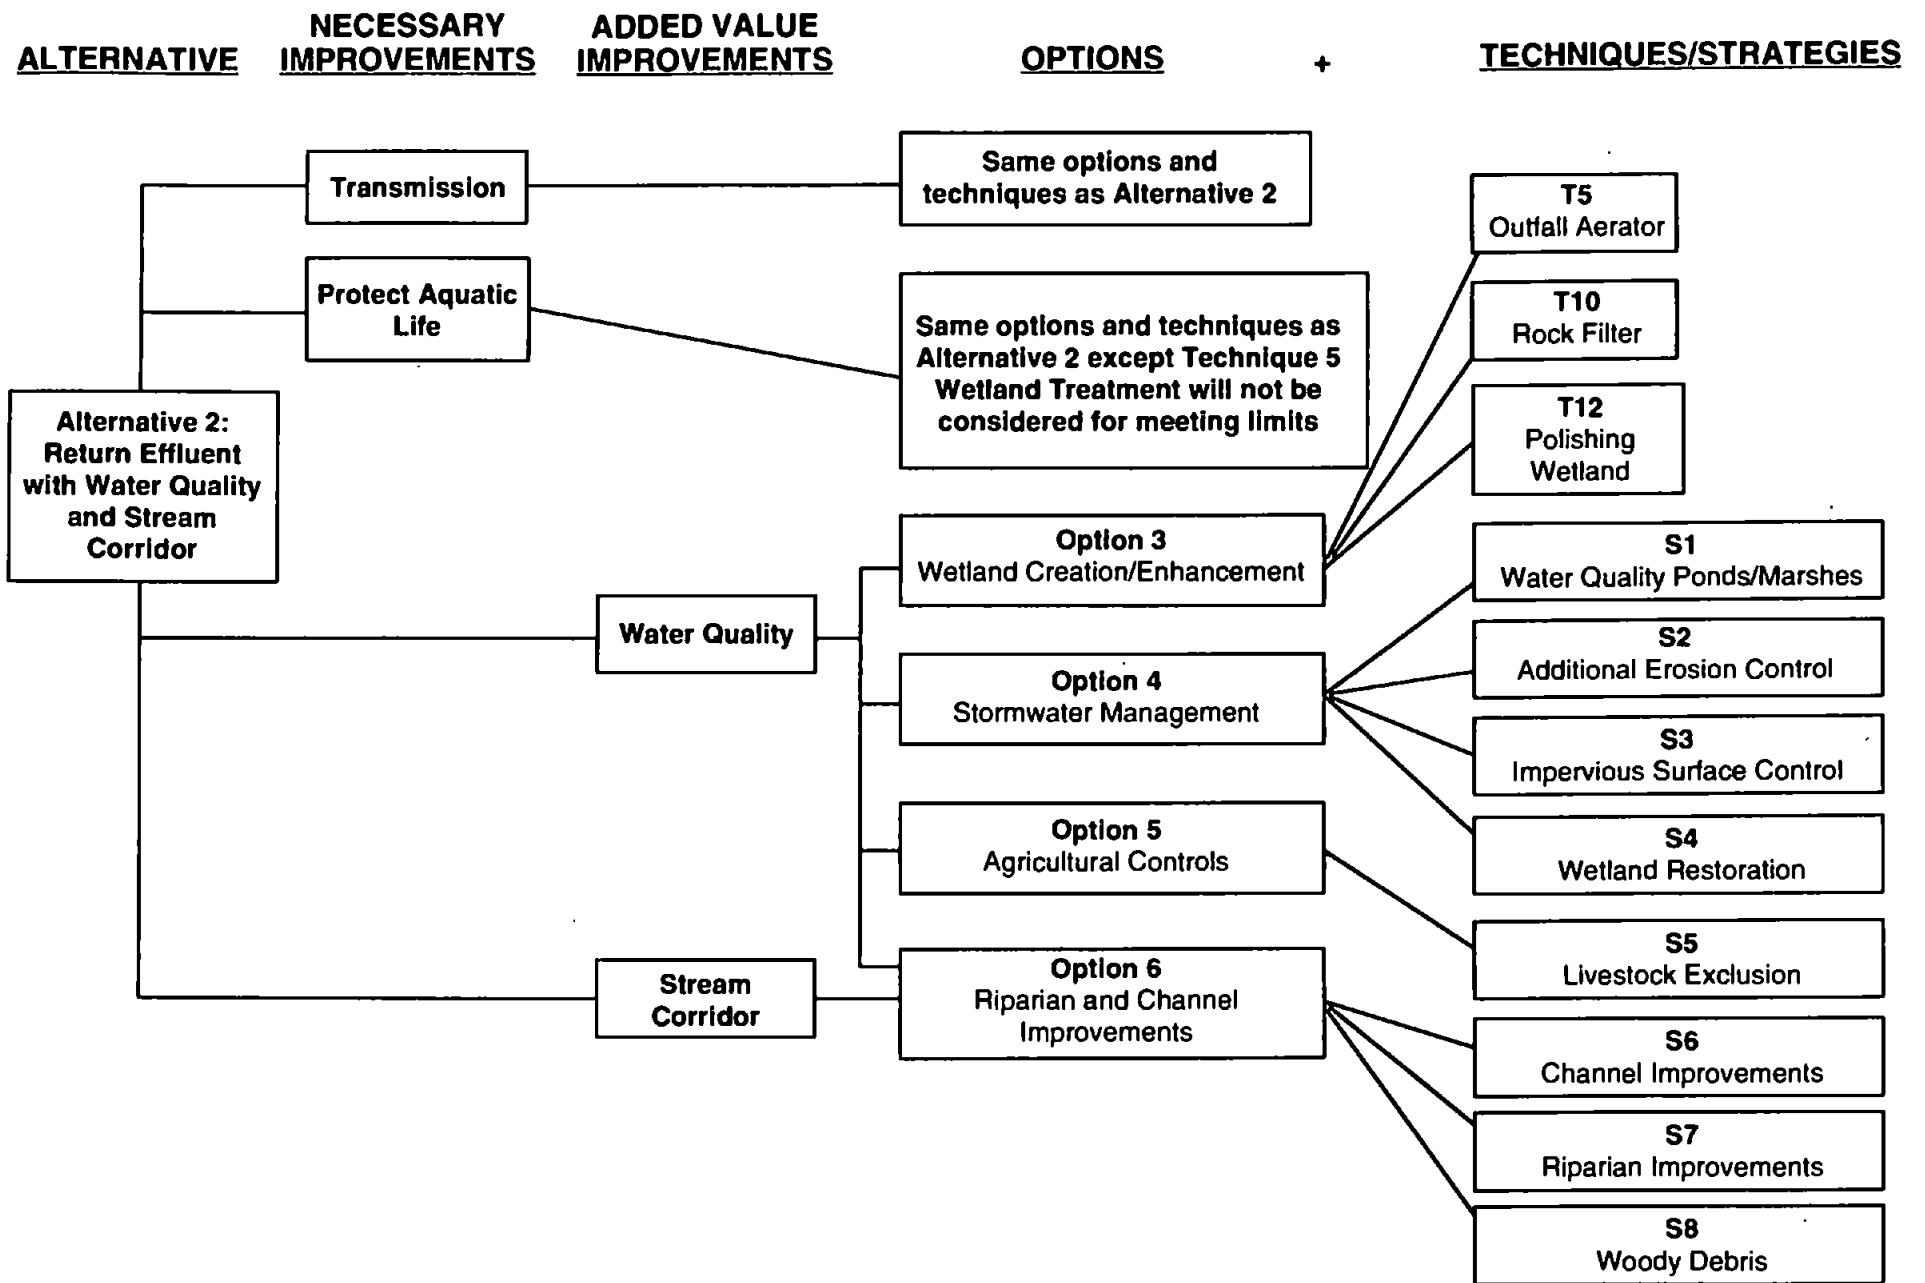 ALTERNATIVE
NECESSARY
IMPROVEMENTS
ADDED VALUE
IMPROVEMENTS
OPTIONS
+
TECHNIQUES/STRATEGIES
Transmission
Same options and
techniques as Alternative 2
Protect Aquatic
Life
Same options and techniques as
Alternative 2 except Technique 5
Wetland Treatment will not be
considered for meeting limits
Alternative 2:
Return Effluent
with Water Quality
and Stream
Corridor
Water Quality
Stream
Corridor
Option 3
Wetland Creation/Enhancement
Option 4
Stormwater Management
Option 5
Agricultural Controls
Option 6
Riparian and Channel
Improvements
T5
Outfall Aerator
T10
Rock Filter
T12
Polishing
Wetland
S1
Water Quality Ponds/Marshes
S2
Additional Erosion Control
S3
Impervious Surface Control
S4
Wetland Restoration
S5
Livestock Exclusion
S6
Channel Improvements
S7
Riparian Improvements
S8
Woody Debris